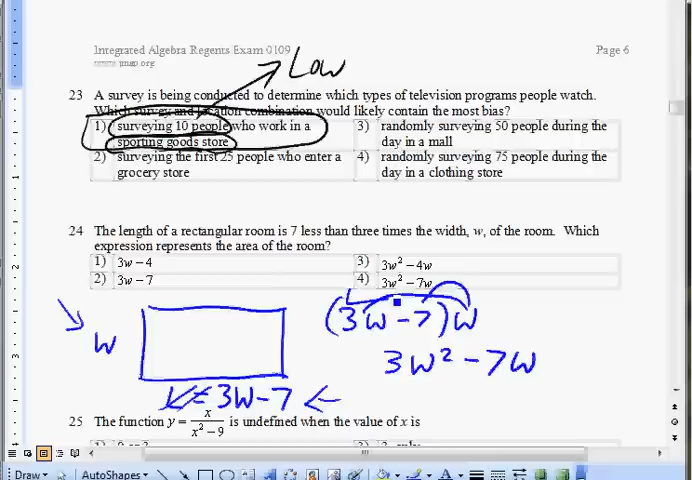 Integrated Algebra Regents Exam 0109
Page 6
www.jmap.org
Low
23 A survey is being conducted to determine which types of television programs people watch.
Which survey and location combination would likely contain the most bias?
1) surveying 10 people who work in a
sporting goods store
3) randomly surveying 50 people during the
day in a mall
2) surveying the first 25 people who enter a
grocery store
4) randomly surveying 75 people during the
day in a clothing store
24 The length of a rectangular room is 7 less than three times the width, w, of the room. Which
expression represents the area of the room?
1) 3w − 4
3) 3w² − 4w
2) 3w − 7
4) 3w² − 7w
(3w − 7)w
w
3w² − 7w
3w − 7
25 The function y = x / (x² − 9) is undefined when the value of x is
Draw
AutoShapes